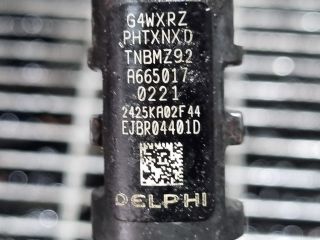 G4WXRZ
PHTXNXD
TNBMZ92
A665017
0221
2425KA02F44
EJBR04401D
DELPHI